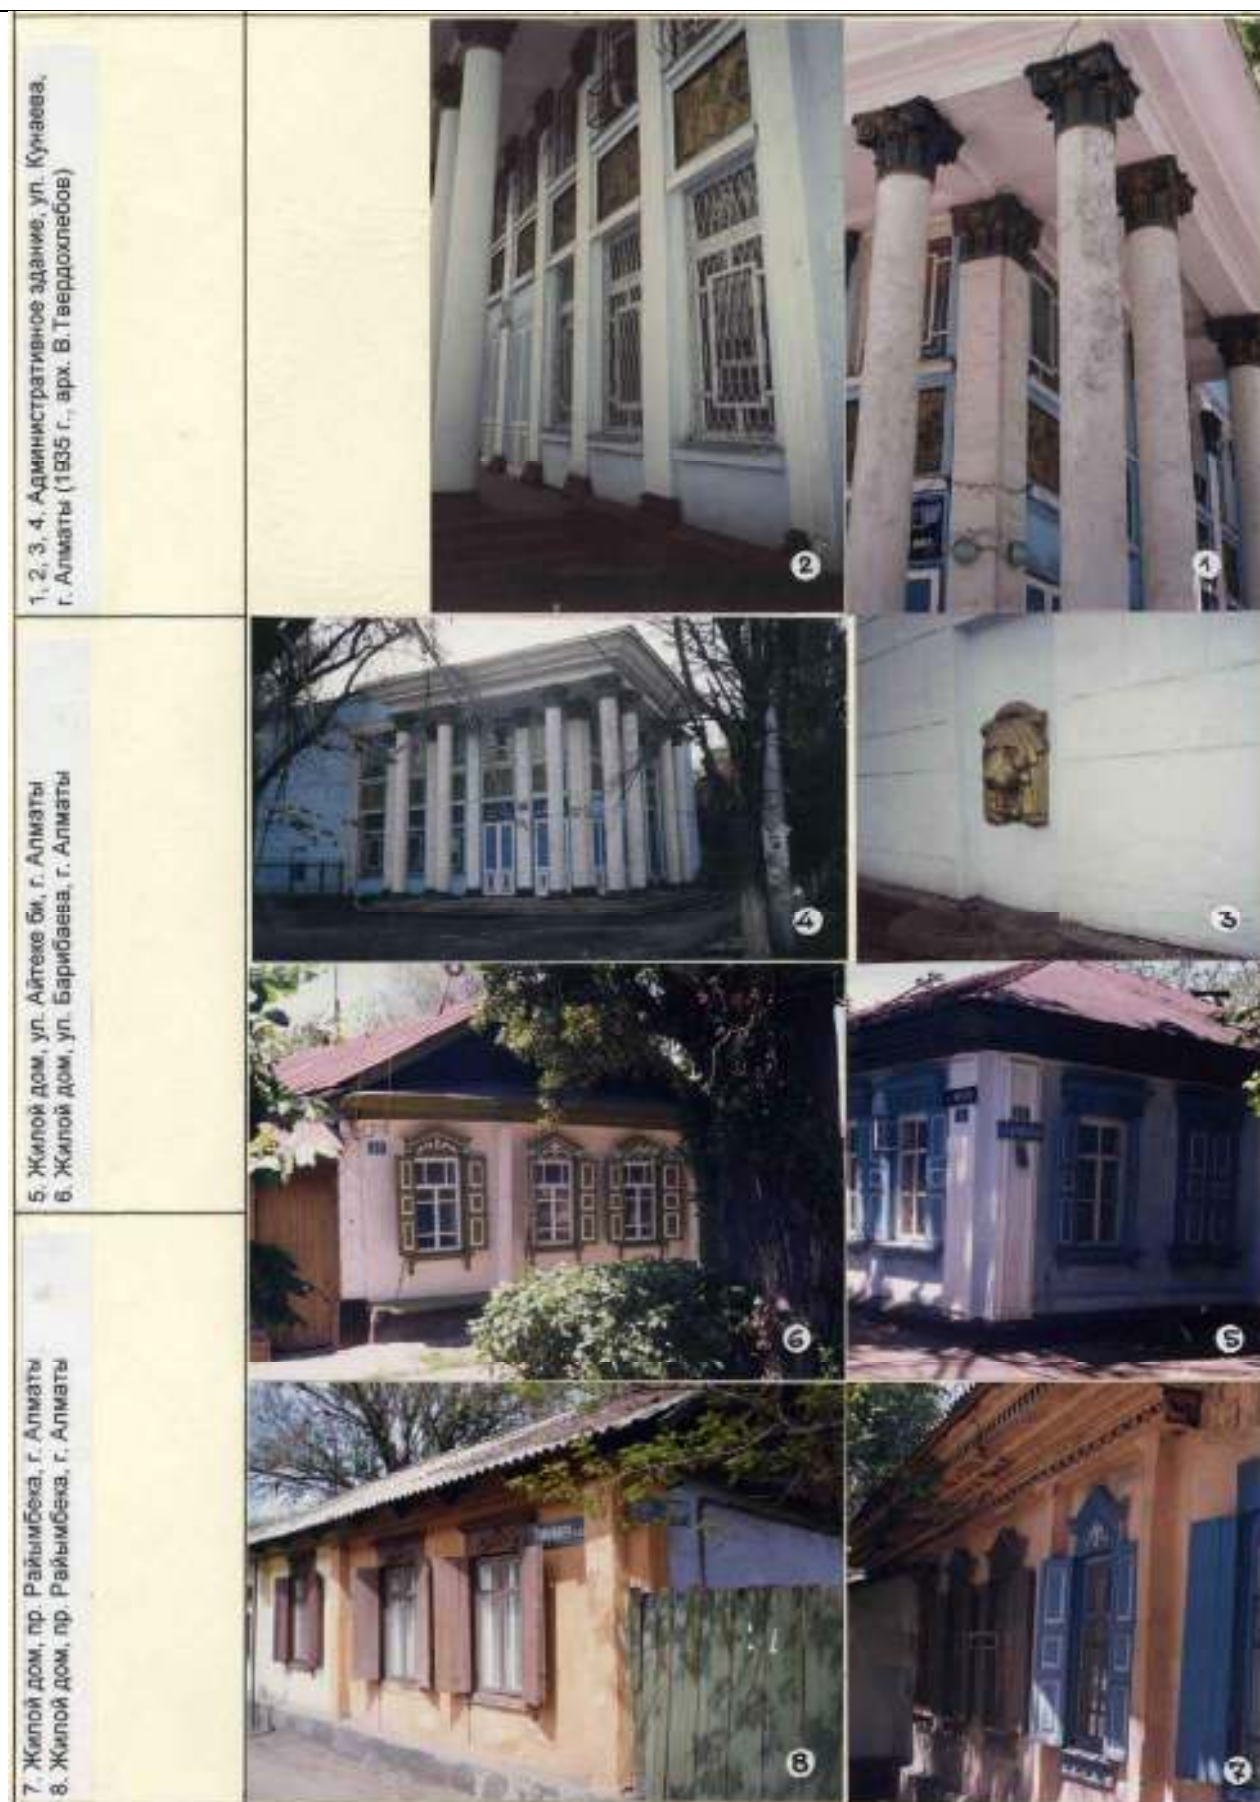 1, 2, 3, 4. Административное здание, ул. Кунаева,
г. Алматы (1935 г., арх. В.Твердохлебов)
5. Жилой дом, ул. Айтеке би, г. Алматы
6. Жилой дом, ул. Барибаева, г. Алматы
7. Жилой дом, пр. Райымбека, г. Алматы
8. Жилой дом, пр. Райымбека, г. Алматы
2
1
4
3
6
5
8
7